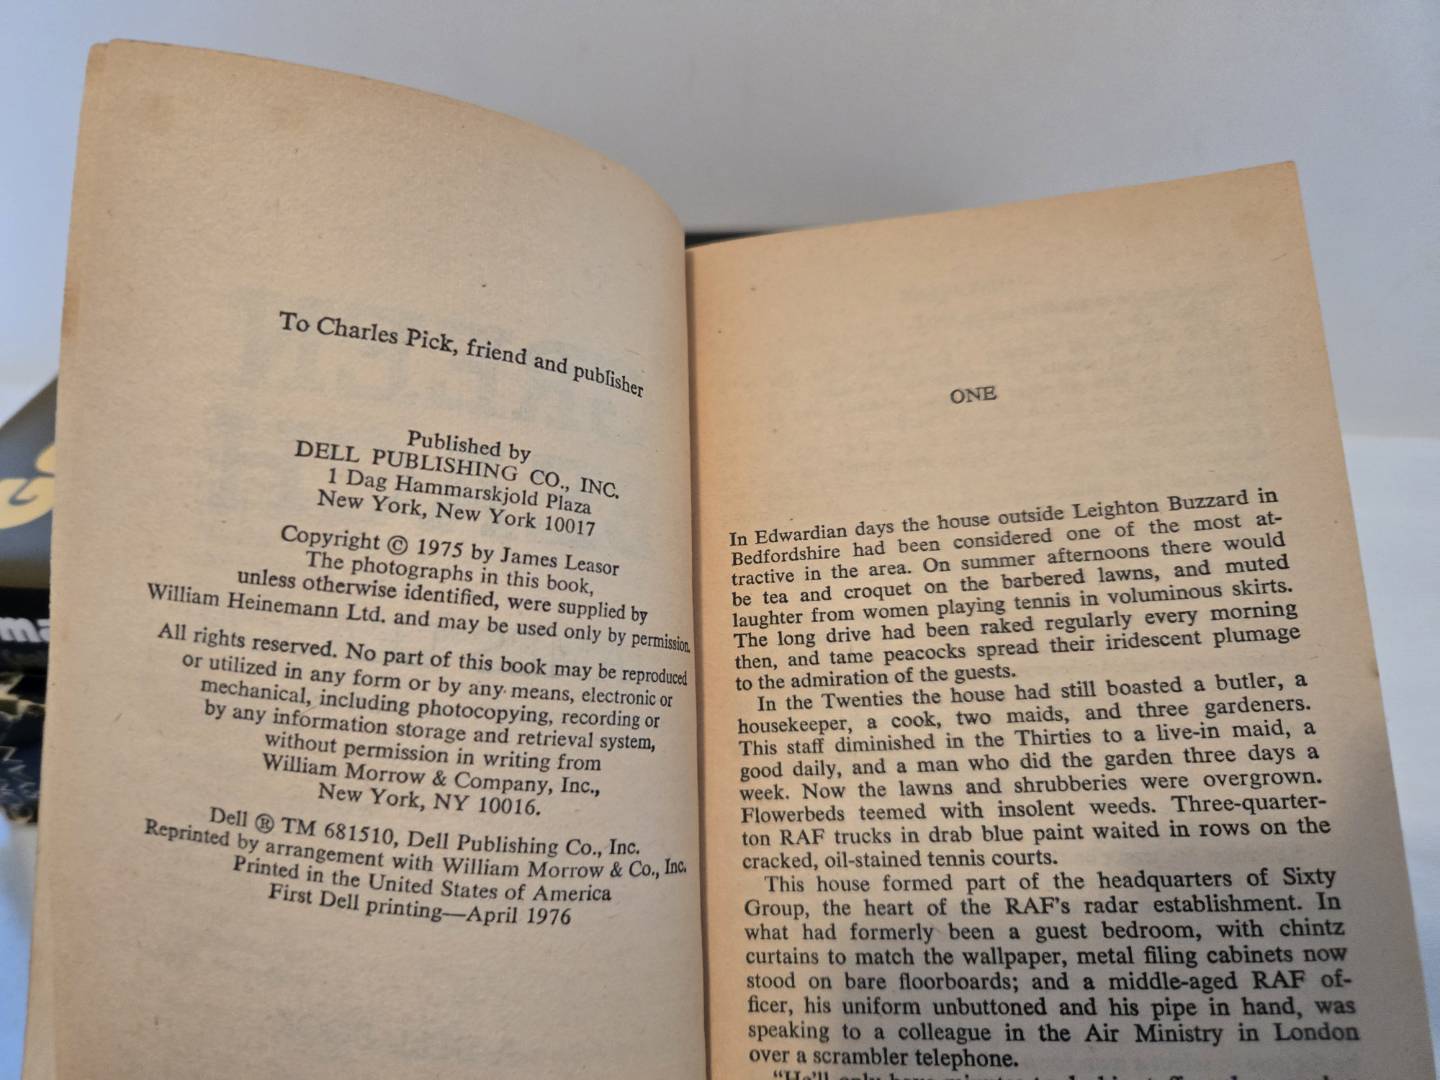 To Charles Pick, friend and publisher
Published by
DELL PUBLISHING CO., INC.
1 Dag Hammarskjold Plaza
New York, New York 10017
Copyright © 1975 by James Leasor
The photographs in this book,
unless otherwise identified, were supplied by
William Heinemann Ltd. and may be used only by permission.
All rights reserved. No part of this book may be reproduced
or utilized in any form or by any means, electronic or
mechanical, including photocopying, recording or
by any information storage and retrieval system,
without permission in writing from
William Morrow & Company, Inc.,
New York, NY 10016.
Dell ® TM 681510, Dell Publishing Co., Inc.
Reprinted by arrangement with William Morrow & Co., Inc.
Printed in the United States of America
First Dell printing—April 1976
ONE
In Edwardian days the house outside Leighton Buzzard in
Bedfordshire had been considered one of the most at-
tractive in the area. On summer afternoons there would
be tea and croquet on the barbered lawns, and muted
laughter from women playing tennis in voluminous skirts.
The long drive had been raked regularly every morning
then, and tame peacocks spread their iridescent plumage
to the admiration of the guests.
In the Twenties the house had still boasted a butler, a
housekeeper, a cook, two maids, and three gardeners.
This staff diminished in the Thirties to a live-in maid, a
good daily, and a man who did the garden three days a
week. Now the lawns and shrubberies were overgrown.
Flowerbeds teemed with insolent weeds. Three-quarter-
ton RAF trucks in drab blue paint waited in rows on the
cracked, oil-stained tennis courts.
This house formed part of the headquarters of Sixty
Group, the heart of the RAF's radar establishment. In
what had formerly been a guest bedroom, with chintz
curtains to match the wallpaper, metal filing cabinets now
stood on bare floorboards; and a middle-aged RAF of-
ficer, his uniform unbuttoned and his pipe in hand, was
speaking to a colleague in the Air Ministry in London
over a scrambler telephone.
"He'll only